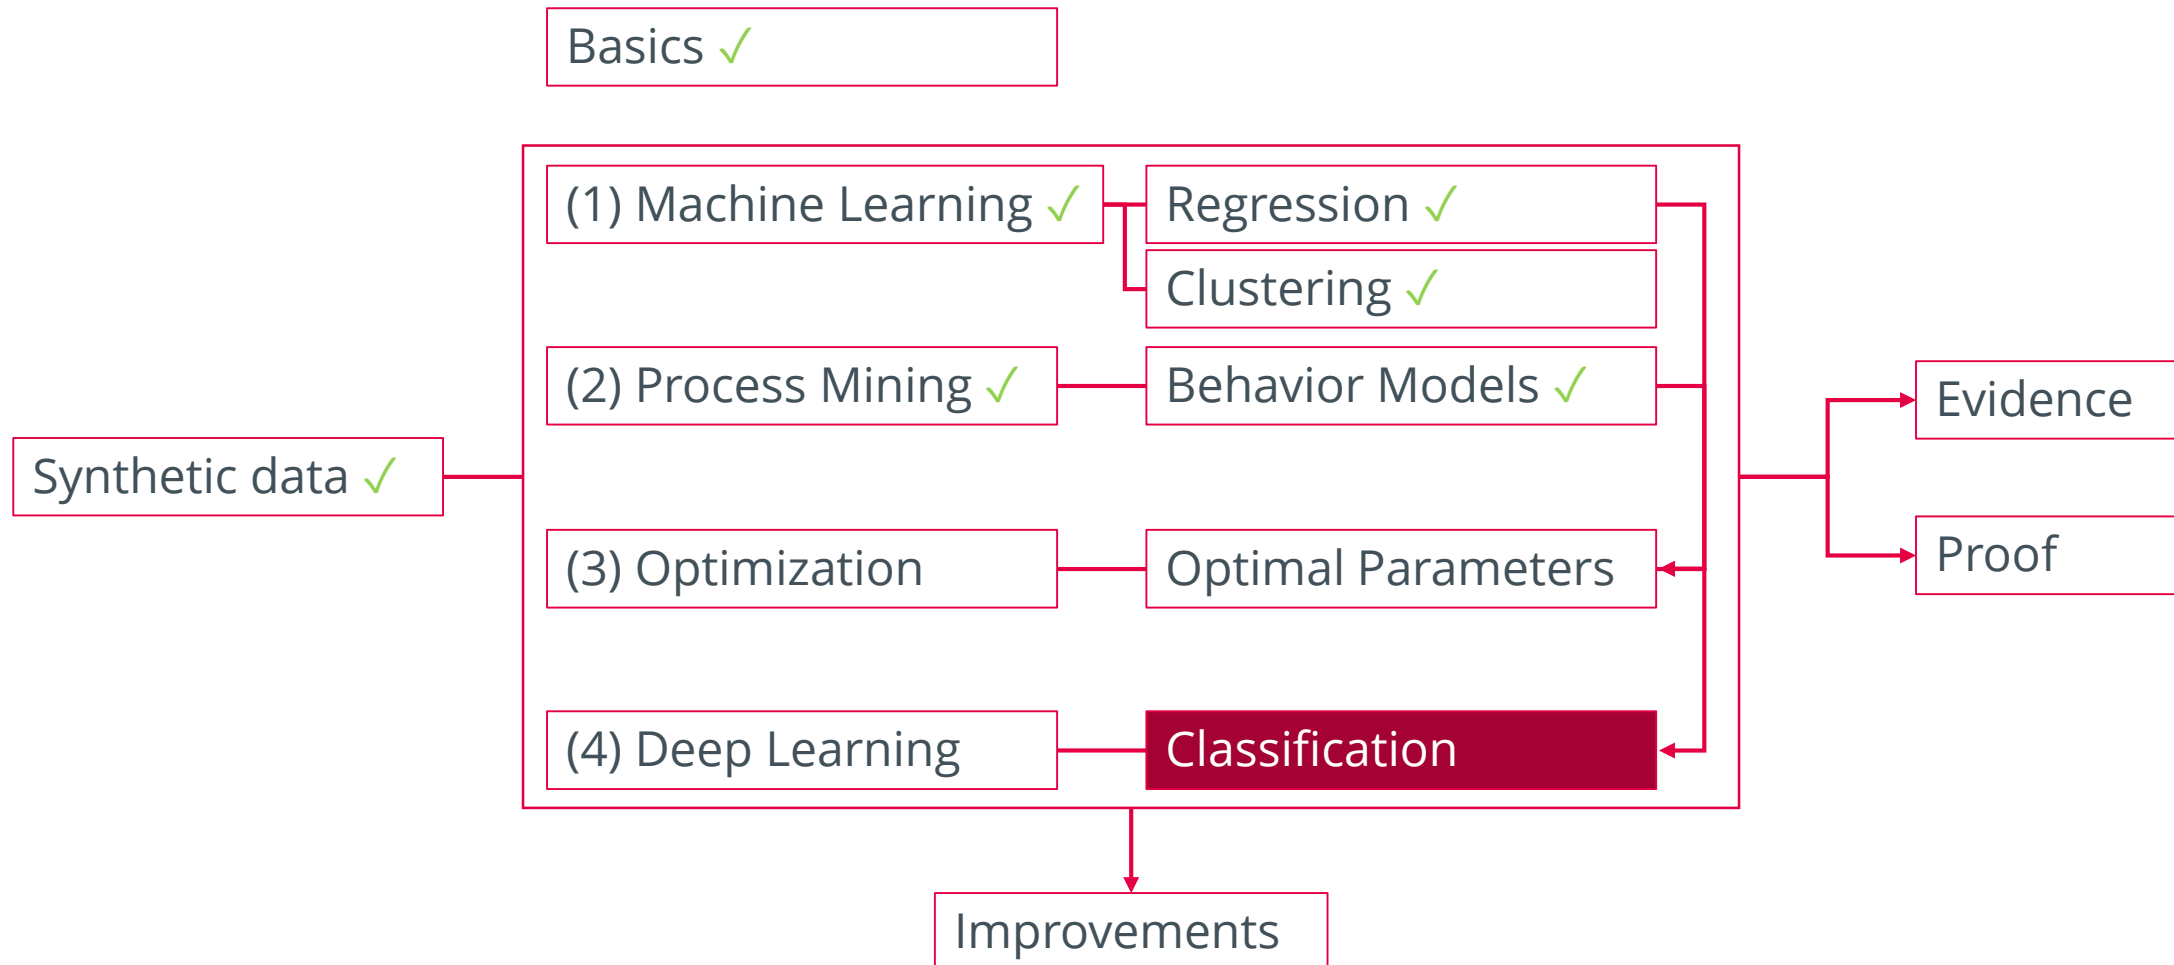 Basics ✓
(1) Machine Learning ✓
Regression ✓
Clustering ✓
(2) Process Mining ✓
Behavior Models ✓
Synthetic data ✓
(3) Optimization
Optimal Parameters
(4) Deep Learning
Classification
Evidence
Proof
Improvements